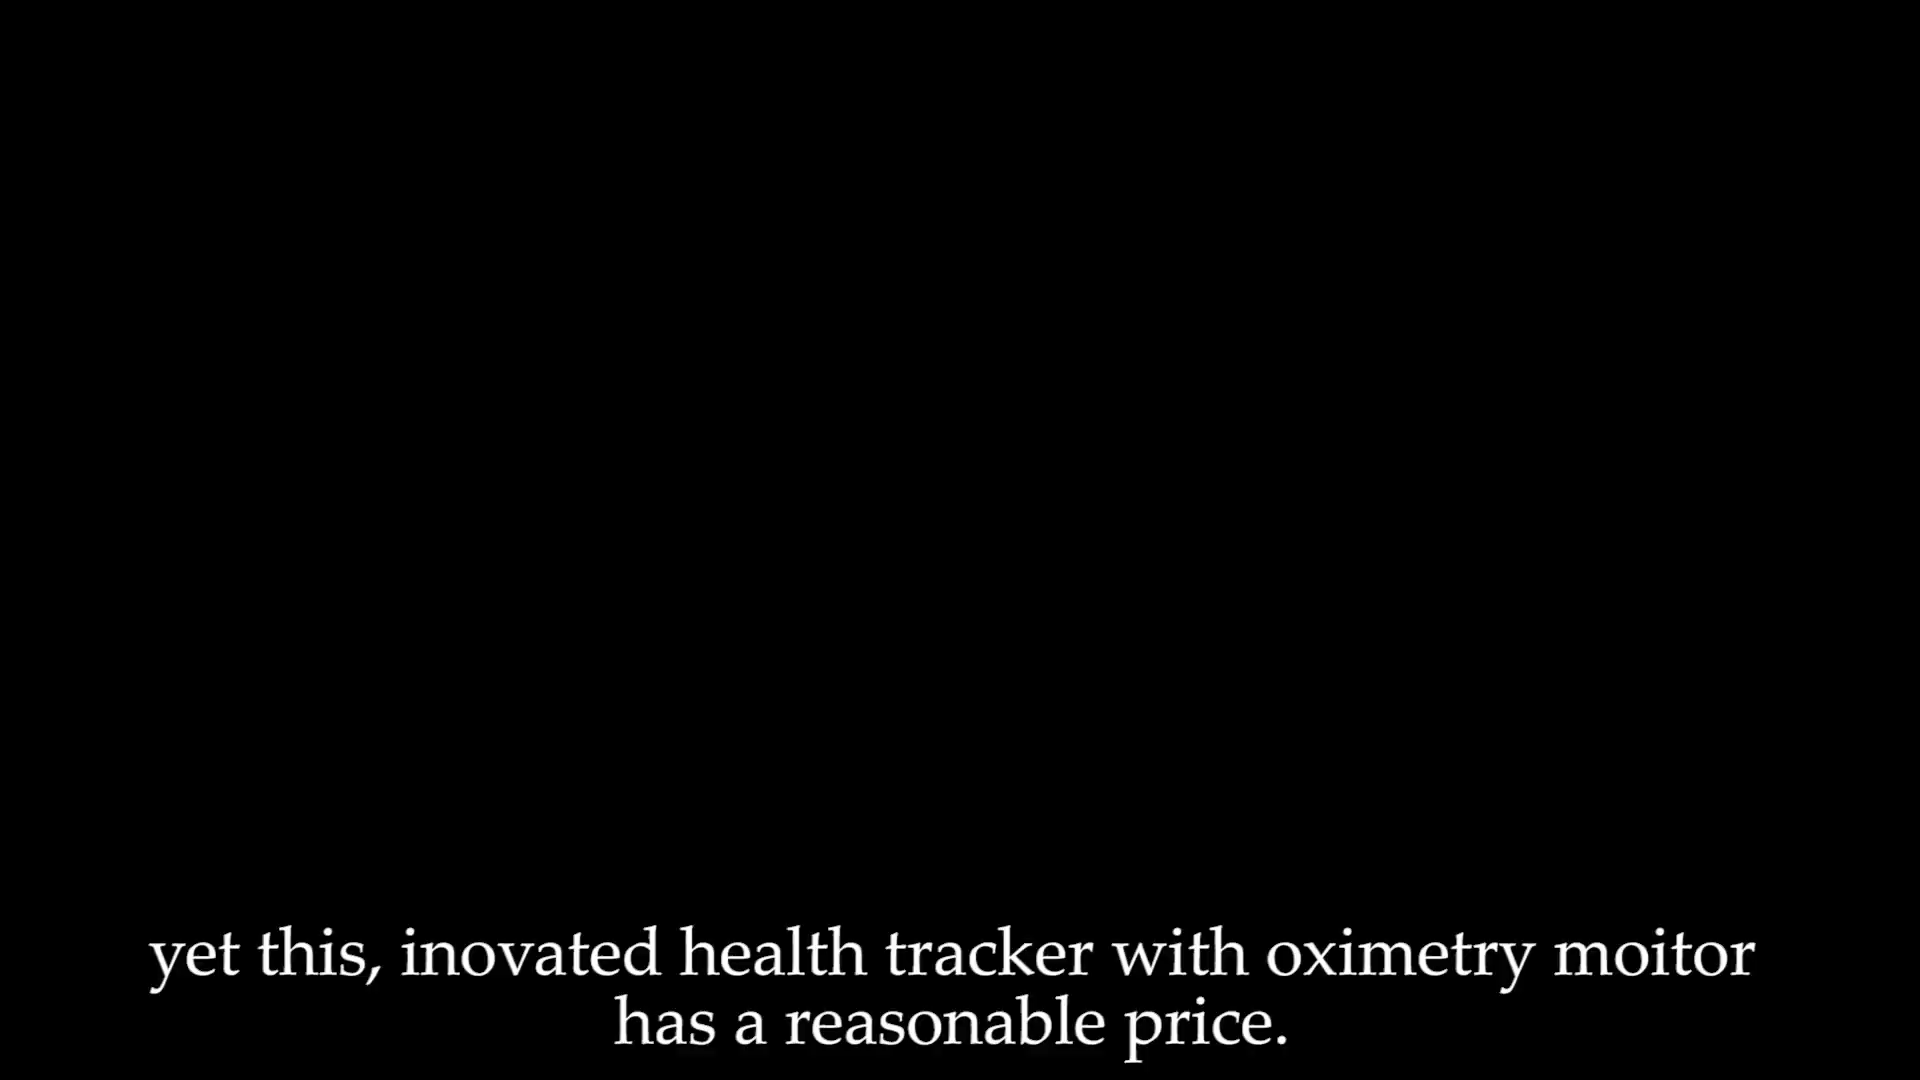 yet this, inovated health tracker with oximetry moitor
has a reasonable price.